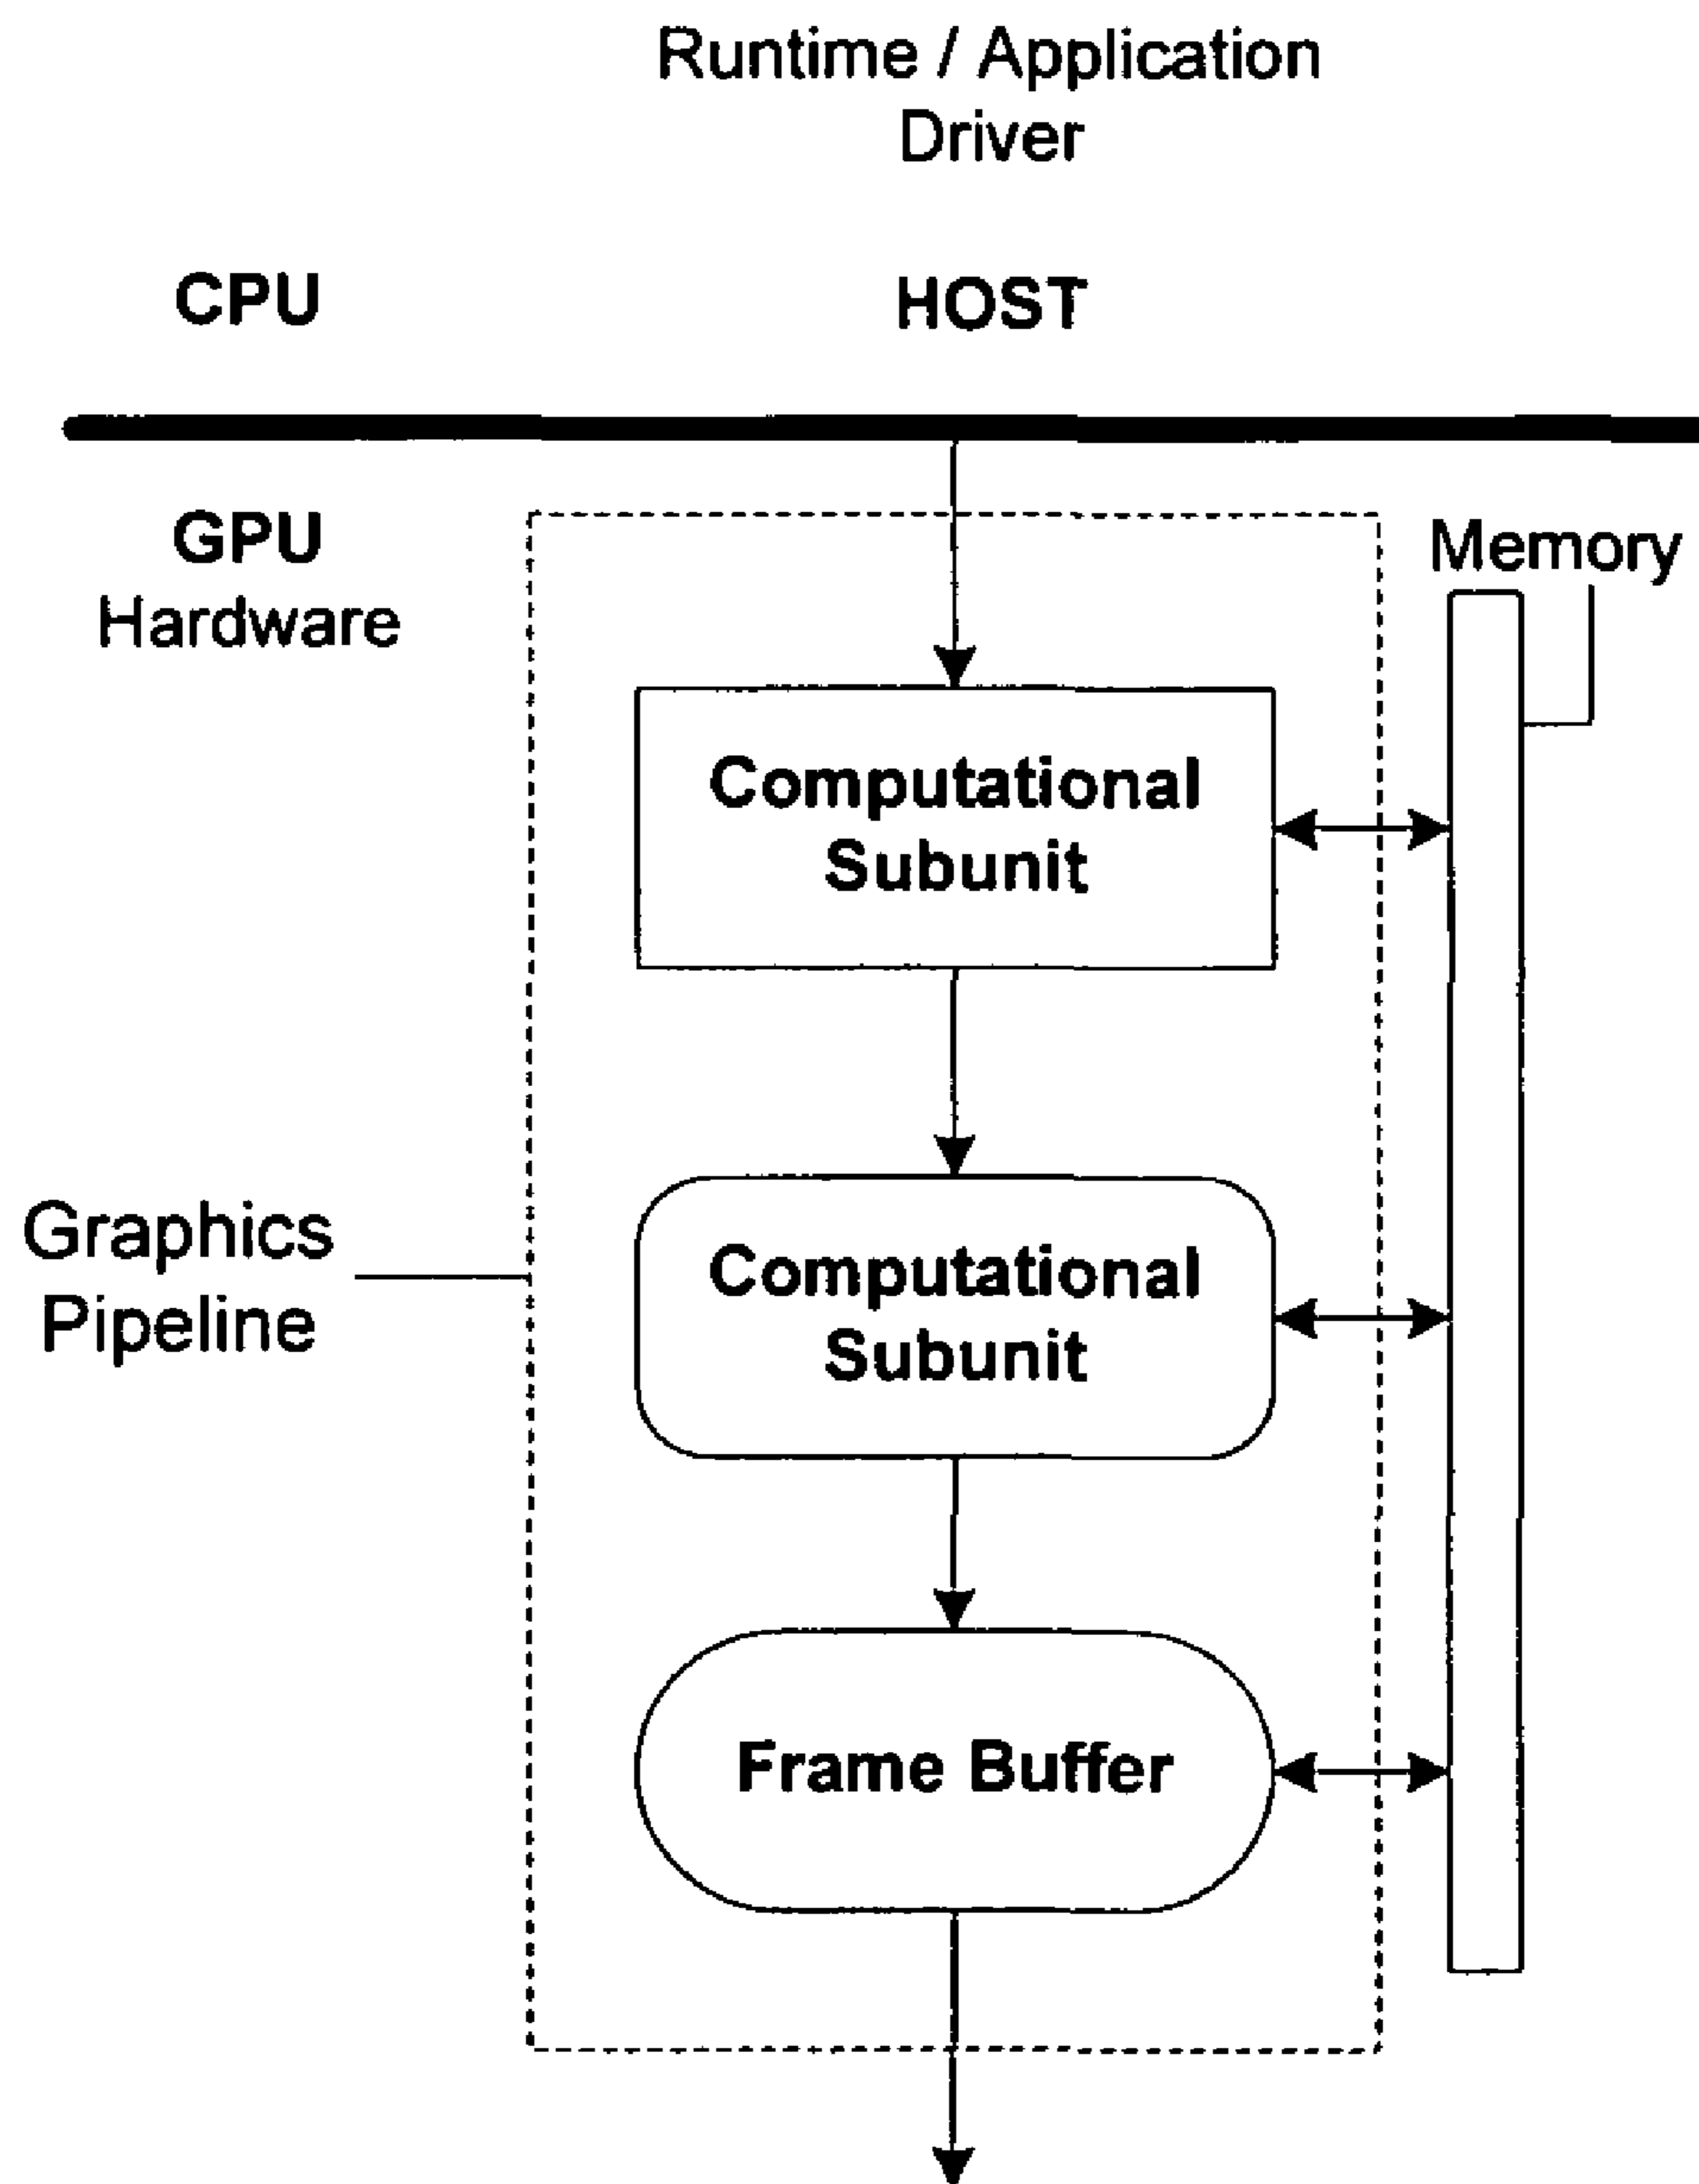 Runtime / Application
Driver
CPU
HOST
GPU
Hardware
Memory
Computational
Subunit
Graphics
Pipeline
Computational
Subunit
Frame Buffer